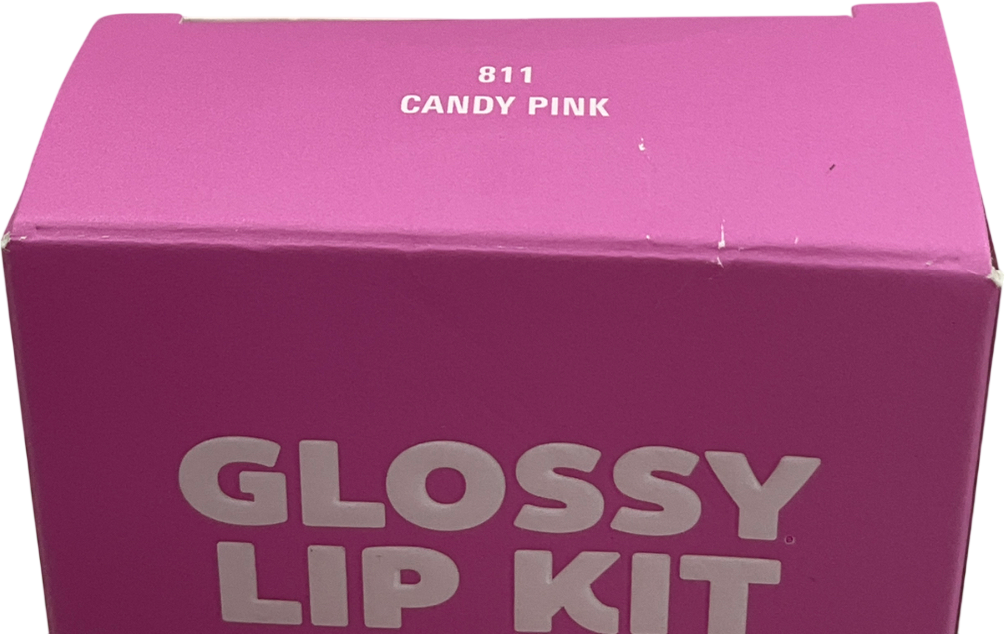 811
CANDY PINK
GLOSSY
LIP KIT